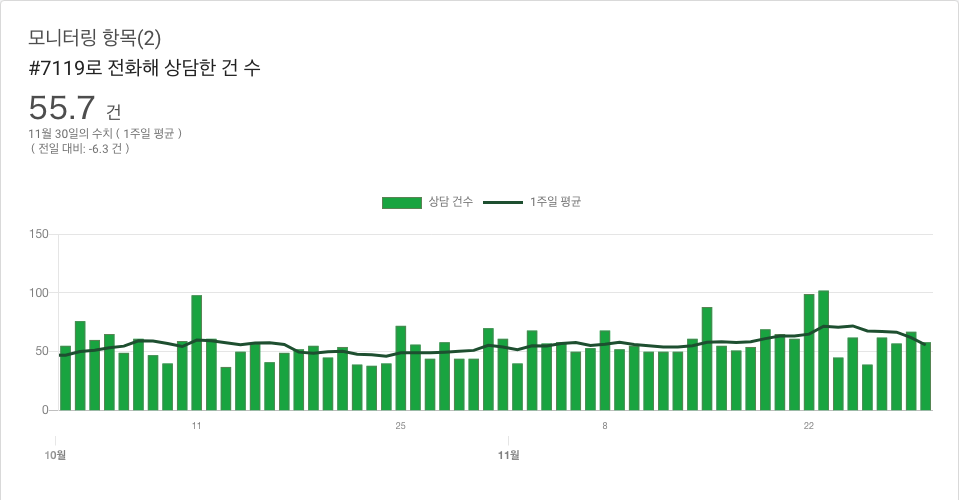 모니터링 항목(2)
#7119로 전화해 상담한 건 수
55.7 건
11월 30일의 수치 ( 1주일 평균 )
( 전일 대비: -6.3 건 )
상담 건수 1주일 평균
150
100
50
0
11 25 8 22
10월 11월